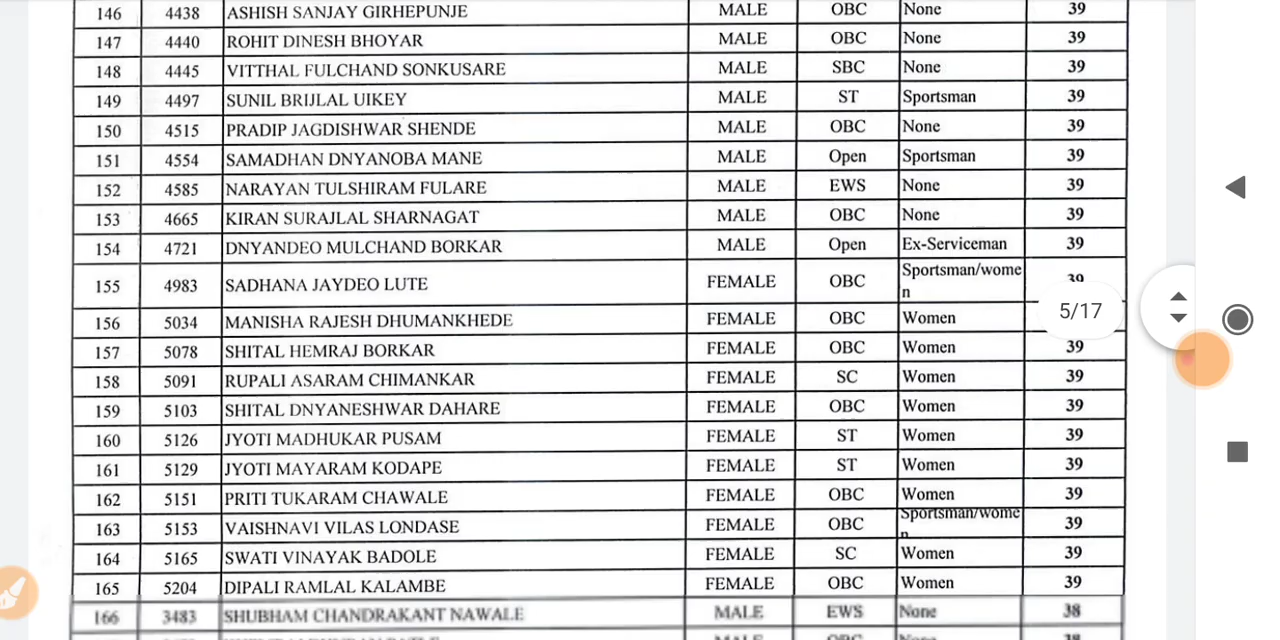 146 4438 ASHISH SANJAY GIRHEPUNJE MALE OBC None 39
147 4440 ROHIT DINESH BHOYAR MALE OBC None 39
148 4445 VITTHAL FULCHAND SONKUSARE MALE SBC None 39
149 4497 SUNIL BRIJLAL UIKEY MALE ST Sportsman 39
150 4515 PRADIP JAGDISHWAR SHENDE MALE OBC None 39
151 4554 SAMADHAN DNYANOBA MANE MALE Open Sportsman 39
152 4585 NARAYAN TULSHIRAM FULARE MALE EWS None 39
153 4665 KIRAN SURAJLAL SHARNAGAT MALE OBC None 39
154 4721 DNYANDEO MULCHAND BORKAR MALE Open Ex-Serviceman 39
155 4983 SADHANA JAYDEO LUTE FEMALE OBC Sportsman/wome 39
n
5/17
156 5034 MANISHA RAJESH DHUMANKHEDE FEMALE OBC Women
157 5078 SHITAL HEMRAJ BORKAR FEMALE OBC Women 39
158 5091 RUPALI ASARAM CHIMANKAR FEMALE SC Women 39
159 5103 SHITAL DNYANESHWAR DAHARE FEMALE OBC Women 39
160 5126 JYOTI MADHUKAR PUSAM FEMALE ST Women 39
161 5129 JYOTI MAYARAM KODAPE FEMALE ST Women 39
162 5151 PRITI TUKARAM CHAWALE FEMALE OBC Women 39
163 5153 VAISHNAVI VILAS LONDASE FEMALE OBC Sportsman/wome 39
n
164 5165 SWATI VINAYAK BADOLE FEMALE SC Women 39
165 5204 DIPALI RAMLAL KALAMBE FEMALE OBC Women 39
166 3483 SHUBHAM CHANDRAKANT NAWALE MALE EWS None 38